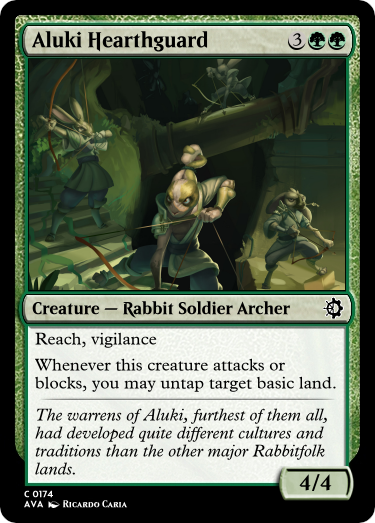 Aluki Hearthguard 3
Creature — Rabbit Soldier Archer
Reach, vigilance
Whenever this creature attacks or
blocks, you may untap target basic land.
The warrens of Aluki, furthest of them all,
had developed quite different cultures and
traditions than the other major Rabbitfolk
lands.
4/4
C 0174
AVA Ricardo Caria